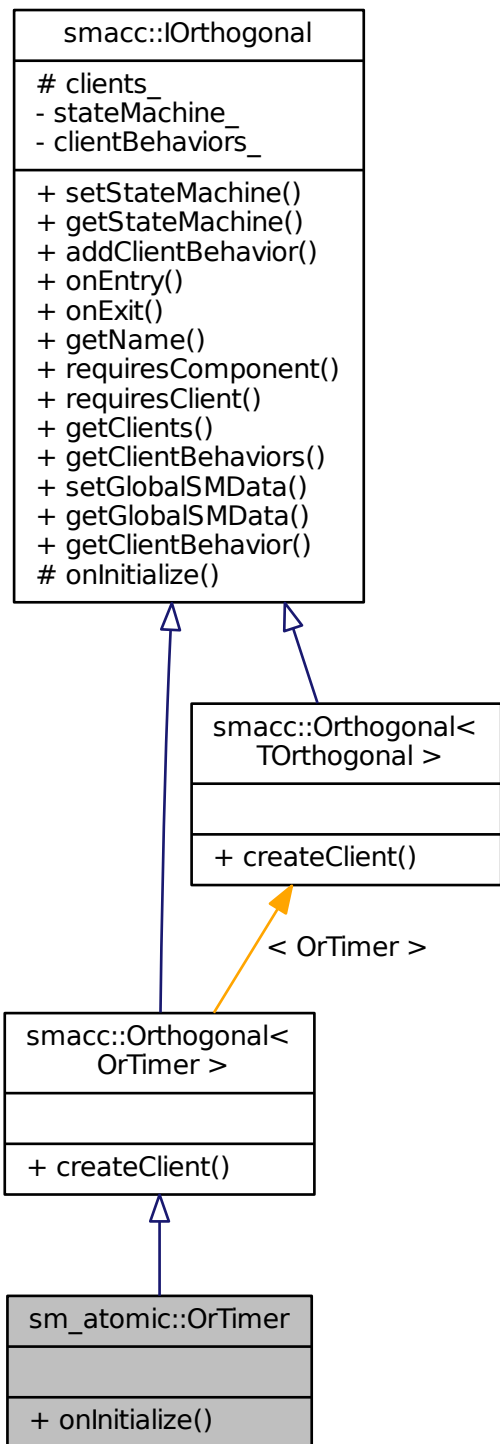 smacc::IOrthogonal
# clients_
- stateMachine_
- clientBehaviors_
+ setStateMachine()
+ getStateMachine()
+ addClientBehavior()
+ onEntry()
+ onExit()
+ getName()
+ requiresComponent()
+ requiresClient()
+ getClients()
+ getClientBehaviors()
+ setGlobalSMData()
+ getGlobalSMData()
+ getClientBehavior()
# onInitialize()
smacc::Orthogonal<
TOrthogonal >
+ createClient()
< OrTimer >
smacc::Orthogonal<
OrTimer >
+ createClient()
sm_atomic::OrTimer
+ onInitialize()